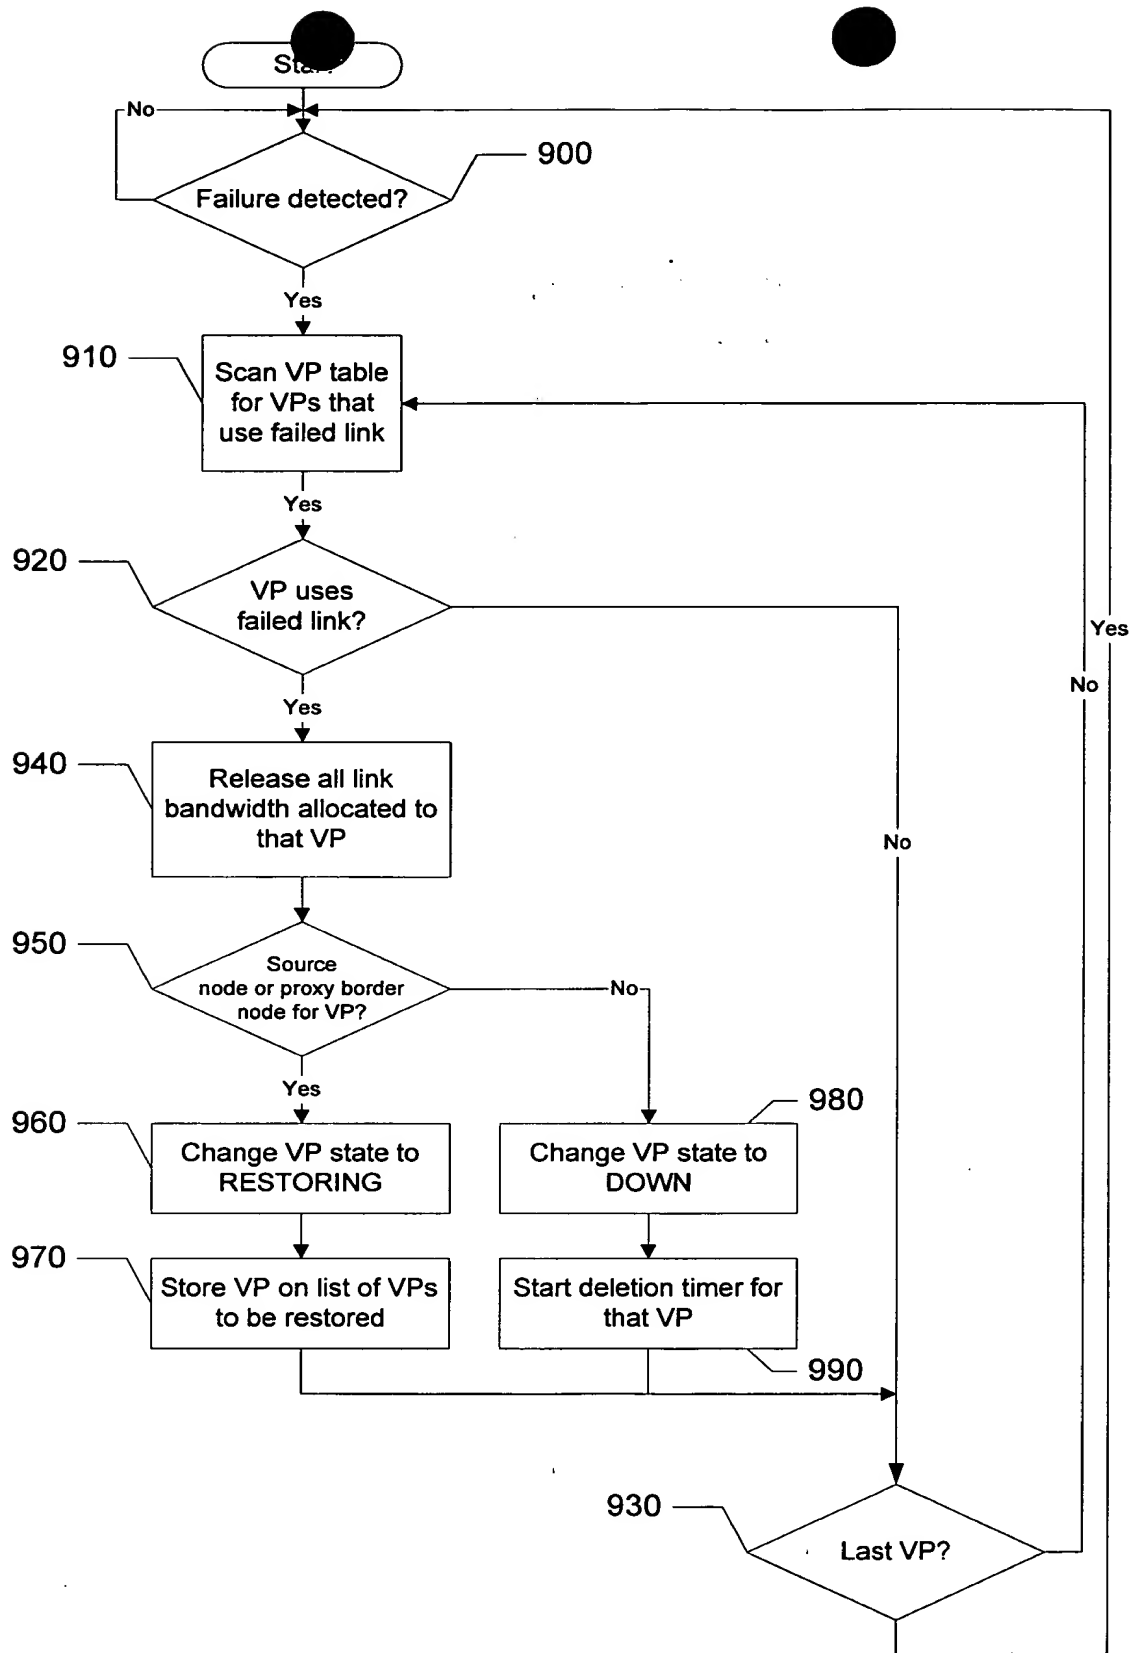 No
900
Failure detected?
Yes
910
Scan VP table
for VPs that
use failed link
Yes
920
VP uses
failed link?
Yes
No
Yes
940
Release all link
bandwidth allocated to
that VP
No
950
Source
node or proxy border
node for VP?
No
Yes
960
Change VP state to
RESTORING
980
Change VP state to
DOWN
970
Store VP on list of VPs
to be restored
Start deletion timer for
that VP
990
930
Last VP?